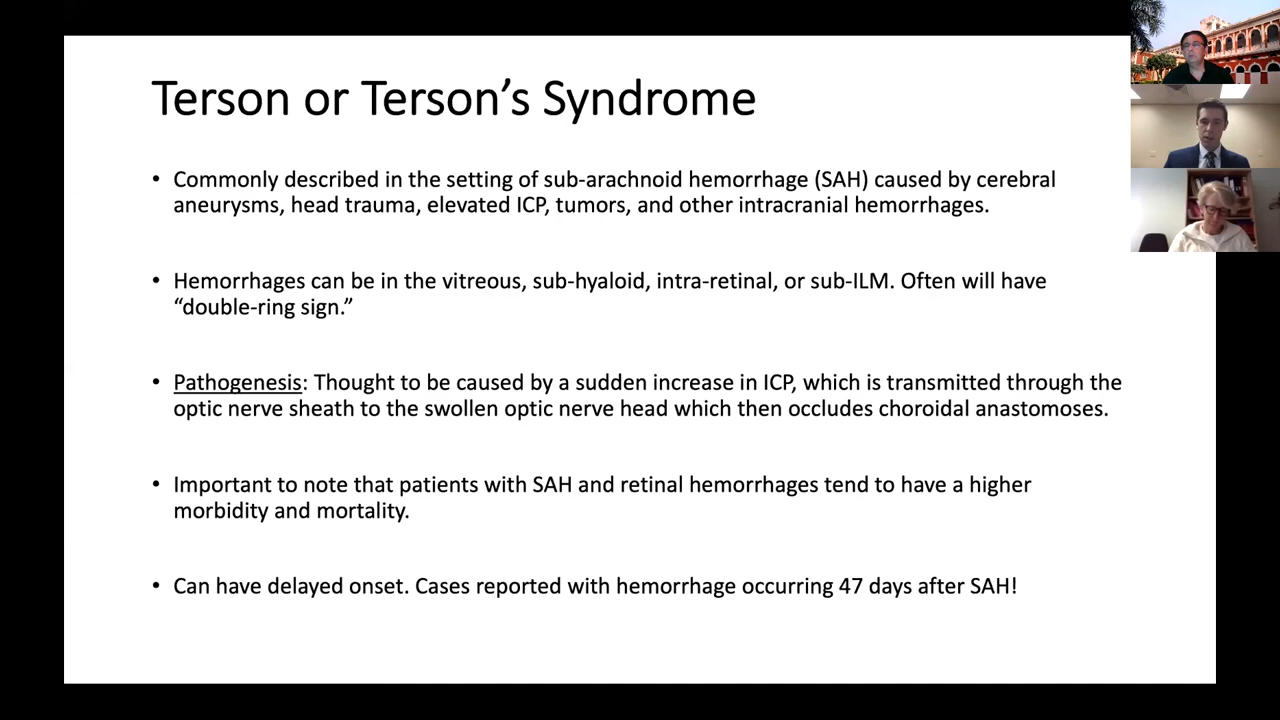 Terson or Terson’s Syndrome
• Commonly described in the setting of sub-arachnoid hemorrhage (SAH) caused by cerebral
aneurysms, head trauma, elevated ICP, tumors, and other intracranial hemorrhages.
• Hemorrhages can be in the vitreous, sub-hyaloid, intra-retinal, or sub-ILM. Often will have
“double-ring sign.”
• Pathogenesis: Thought to be caused by a sudden increase in ICP, which is transmitted through the
optic nerve sheath to the swollen optic nerve head which then occludes choroidal anastomoses.
• Important to note that patients with SAH and retinal hemorrhages tend to have a higher
morbidity and mortality.
• Can have delayed onset. Cases reported with hemorrhage occurring 47 days after SAH!